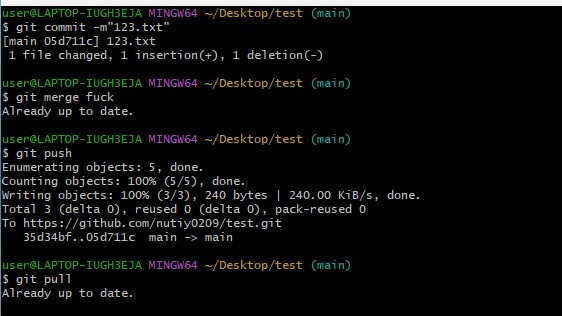 user@LAPTOP-IUGH3EJA MINGW64 ~/Desktop/test (main)
$ git commit -m"123.txt"
[main 05d711c] 123.txt
 1 file changed, 1 insertion(+), 1 deletion(-)

user@LAPTOP-IUGH3EJA MINGW64 ~/Desktop/test (main)
$ git merge fuck
Already up to date.

user@LAPTOP-IUGH3EJA MINGW64 ~/Desktop/test (main)
$ git push
Enumerating objects: 5, done.
Counting objects: 100% (5/5), done.
Writing objects: 100% (3/3), 240 bytes | 240.00 KiB/s, done.
Total 3 (delta 0), reused 0 (delta 0), pack-reused 0
To https://github.com/nutiy0209/test.git
   35d34bf..05d711c  main -> main

user@LAPTOP-IUGH3EJA MINGW64 ~/Desktop/test (main)
$ git pull
Already up to date.